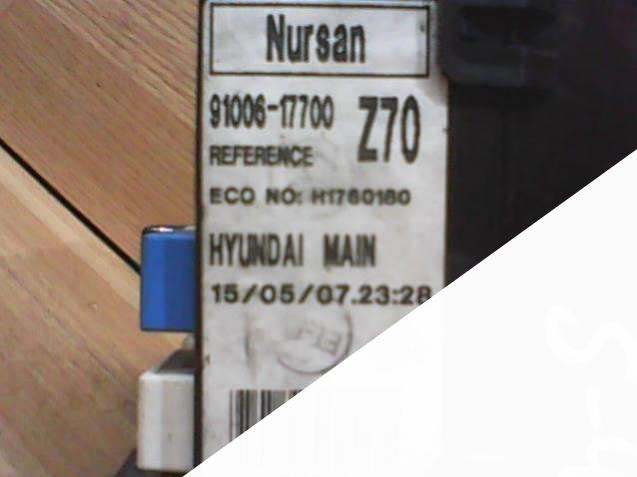 Nursan
91006-17700 Z70
REFERENCE
ECO NO: H1760180
HYUNDAI MAIN
15/05/07.23:28